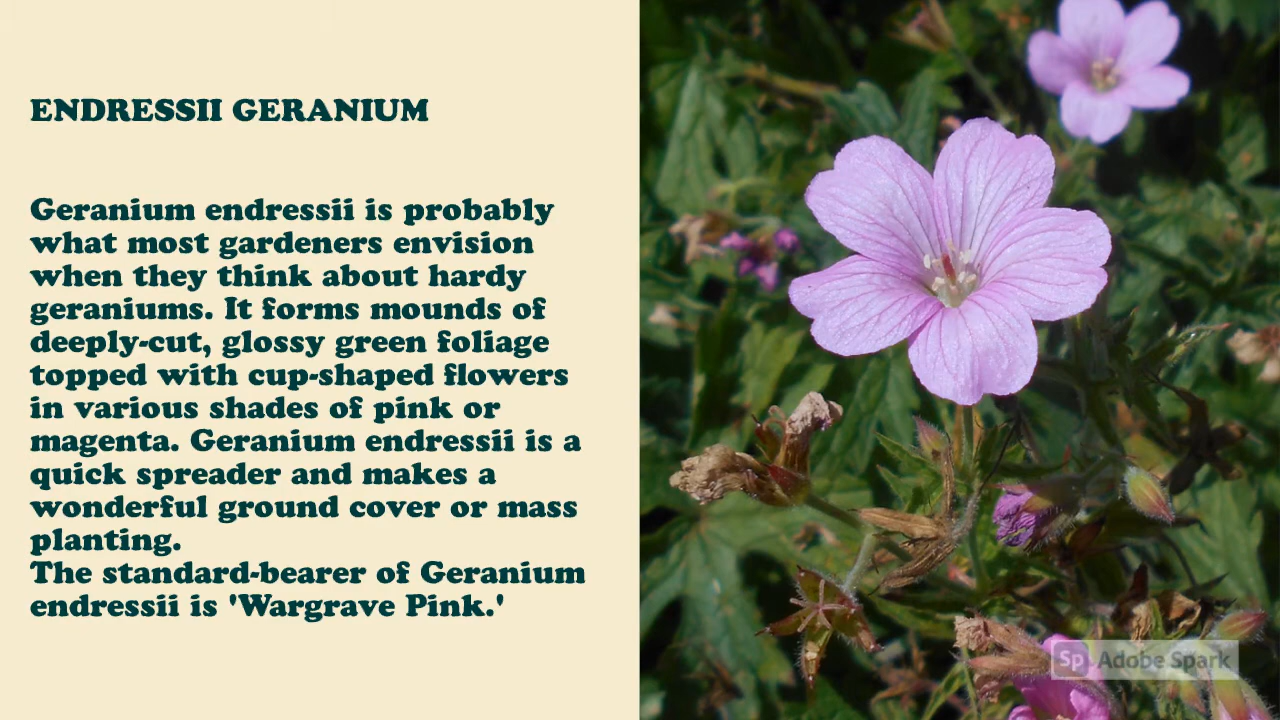 ENDRESSII GERANIUM
Geranium endressii is probably
what most gardeners envision
when they think about hardy
geraniums. It forms mounds of
deeply-cut, glossy green foliage
topped with cup-shaped flowers
in various shades of pink or
magenta. Geranium endressii is a
quick spreader and makes a
wonderful ground cover or mass
planting.
The standard-bearer of Geranium
endressii is 'Wargrave Pink.'
Sp Adobe Spark